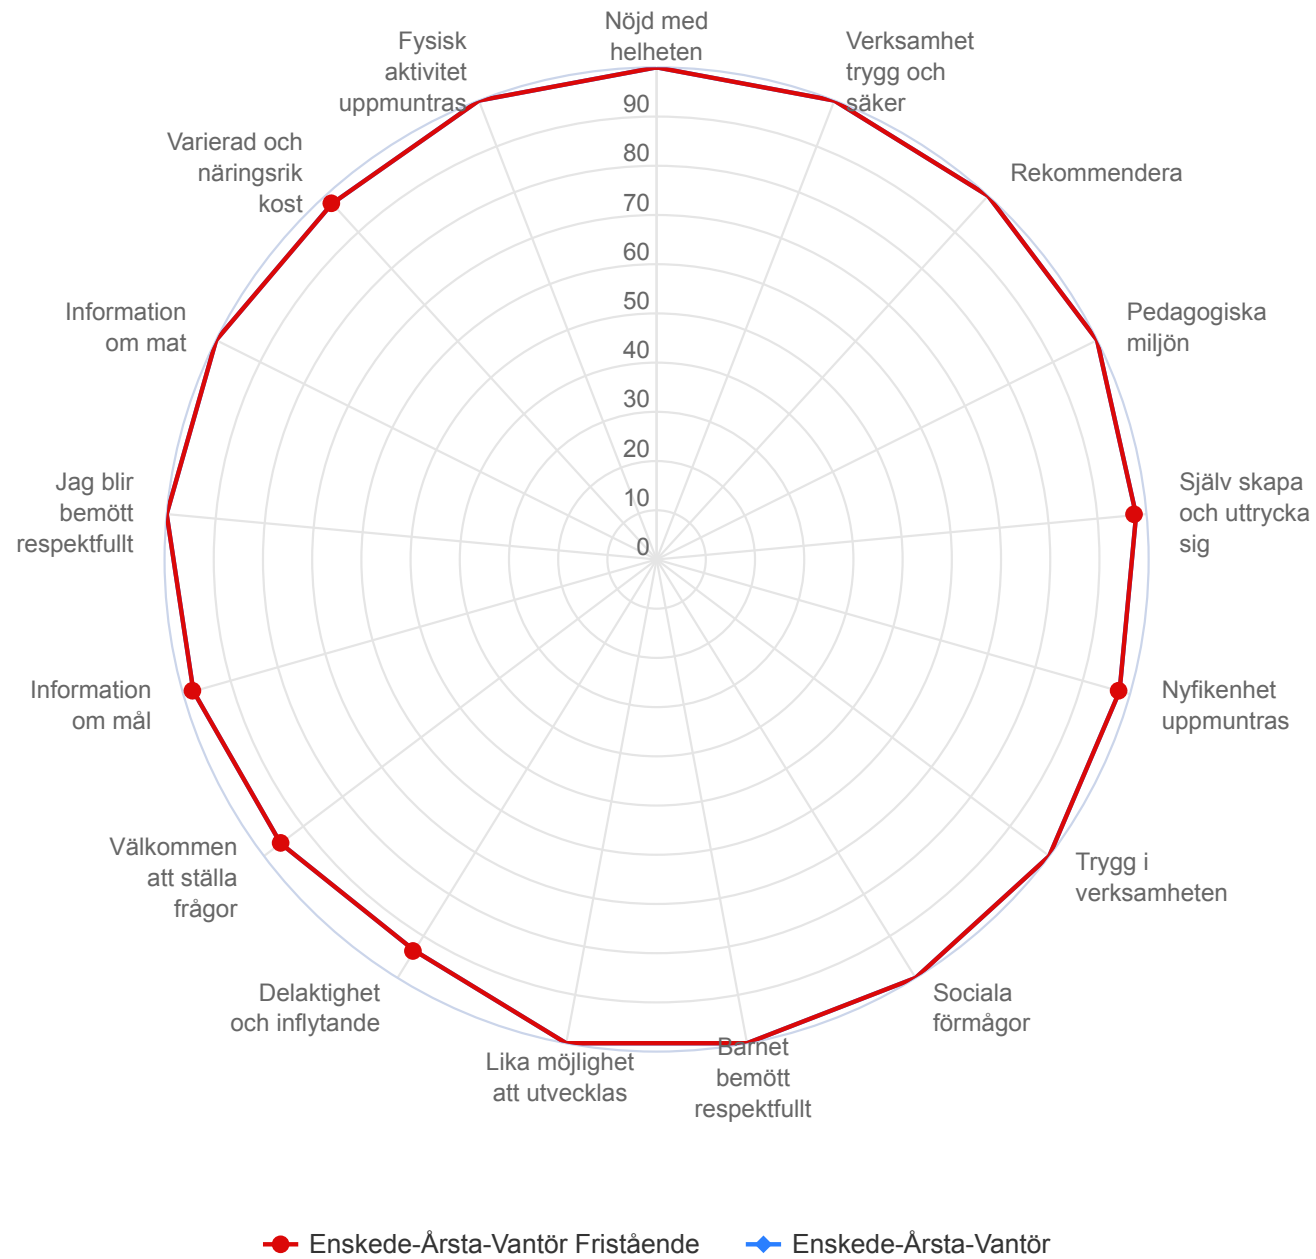 Nöjd med
helheten
Verksamhet
trygg och
säker
Rekommendera
Pedagogiska
miljön
Själv skapa
och uttrycka
sig
Nyfikenhet
uppmuntras
Trygg i
verksamheten
Sociala
förmågor
Barnet
bemött
respektfullt
Lika möjlighet
att utvecklas
Delaktighet
och inflytande
Välkommen
att ställa
frågor
Information
om mål
Jag blir
bemött
respektfullt
Information
om mat
Varierad och
näringsrik
kost
Fysisk
aktivitet
uppmuntras
90
80
70
60
50
40
30
20
10
0
Enskede-Årsta-Vantör Fristående
Enskede-Årsta-Vantör